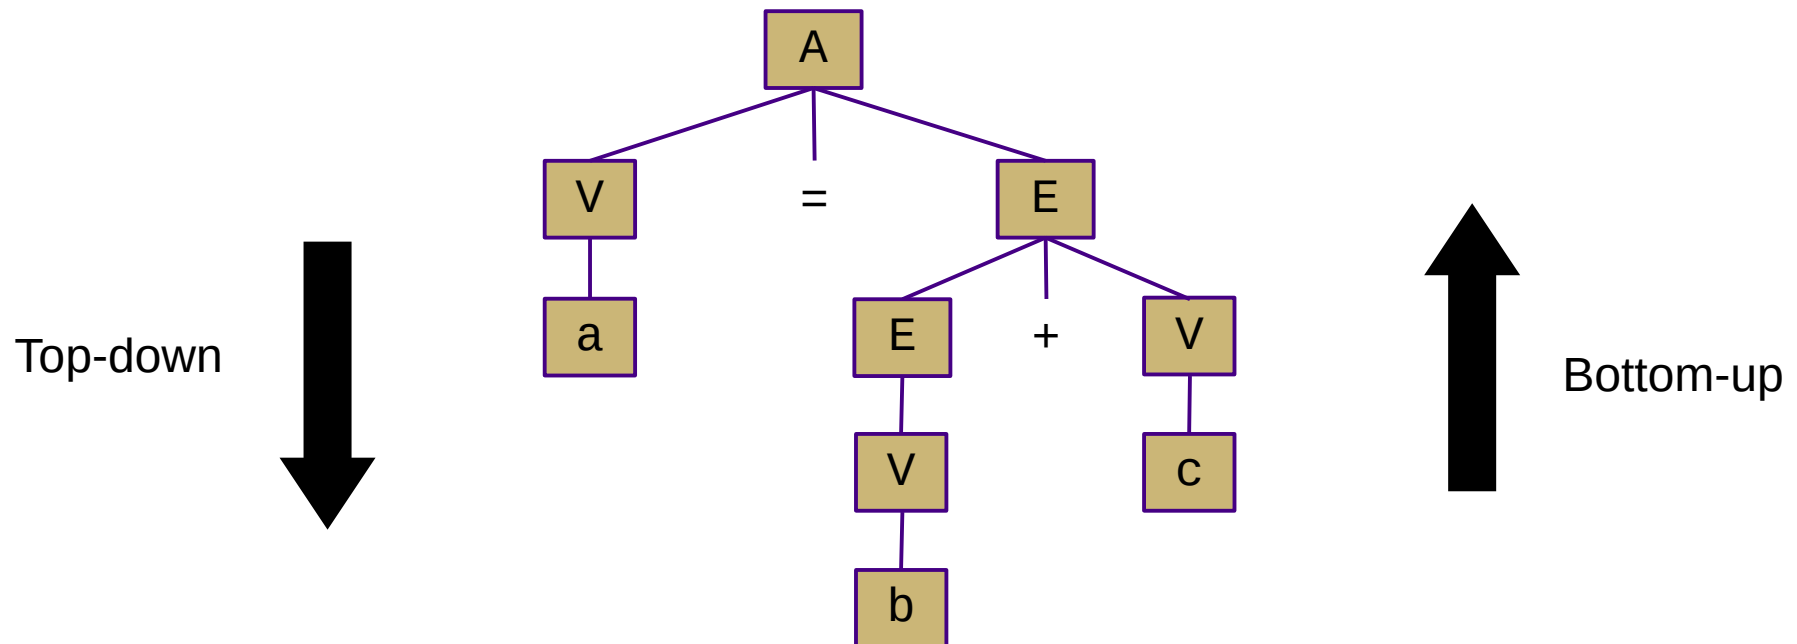 A
V = E
a E + V
Top-down
Bottom-up
V c
b